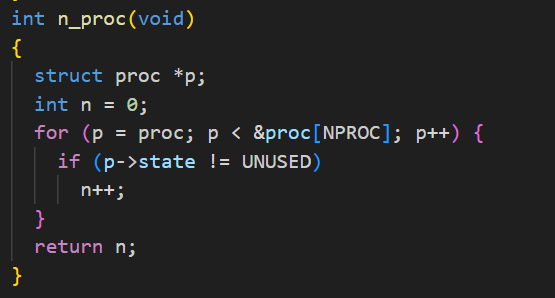 int n_proc(void)
{
  struct proc *p;
  int n = 0;
  for (p = proc; p < &proc[NPROC]; p++) {
    if (p->state != UNUSED)
      n++;
  }
  return n;
}